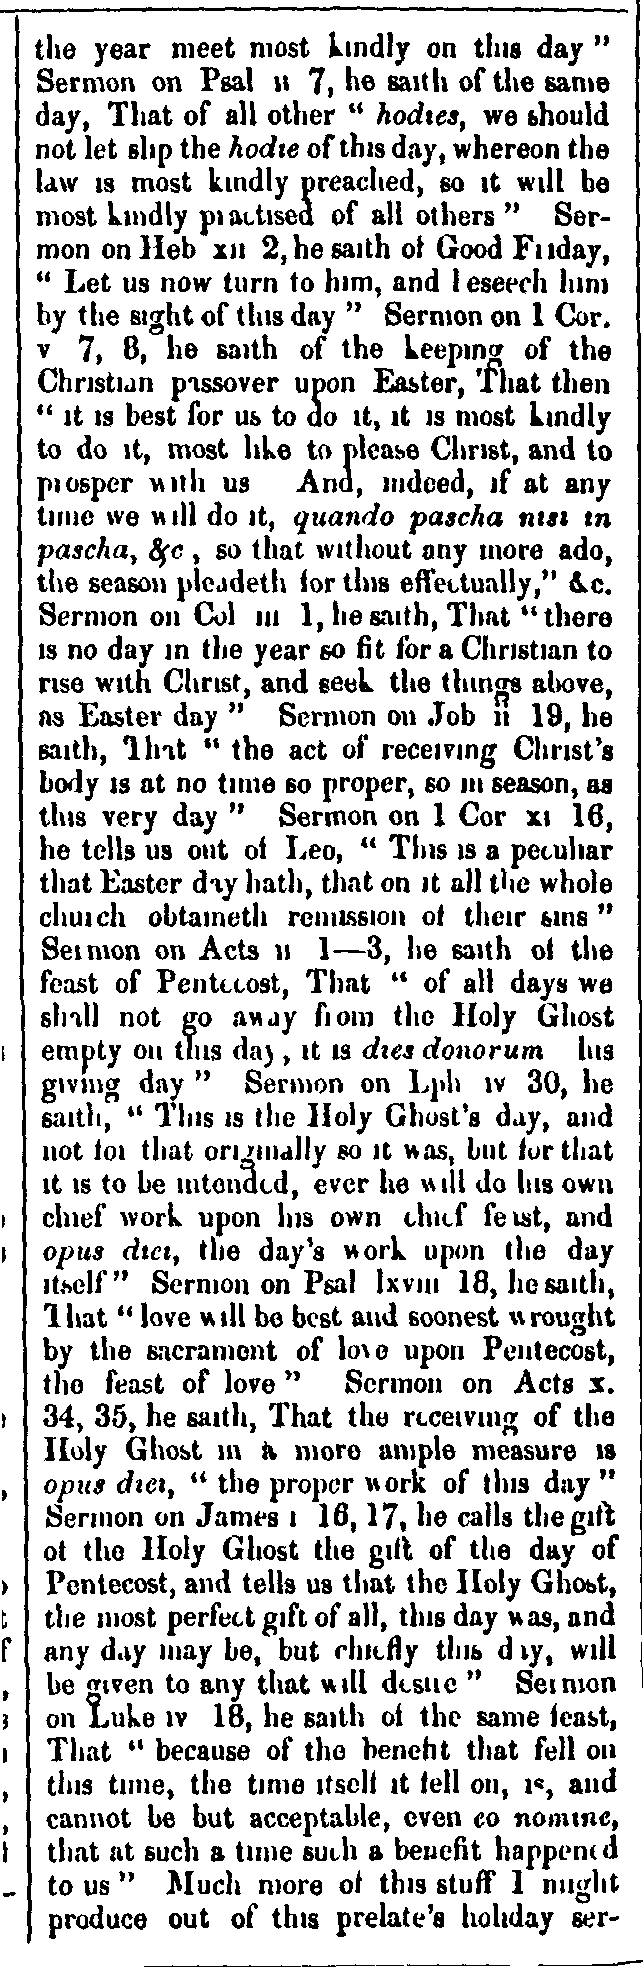 the year meet most kindly on this day"
Sermon on Psal ii 7, he saith of the same
day, That of all other "hodies, we should
not let slip the hodie of this day, whereon the
law is most kindly preached, so it will be
most kindly practised of all others" Ser-
mon on Heb xii 2, he saith of Good Friday,
"Let us now turn to him, and beseech him
by the sight of this day" Sermon on 1 Cor.
v 7, 8, he saith of the keeping of the
Christian passover upon Easter, That then
"it is best for us to do it, it is most kindly
to do it, most like to please Christ, and to
prosper with us And, indeed, if at any
time we will do it, quando pascha nisi in
pascha, &c, so that without any more ado,
the season pleadeth for this effectually," &c.
Sermon on Col iii 1, he saith, That "there
is no day in the year so fit for a Christian to
rise with Christ, and seek the things above,
as Easter day" Sermon on Job ii 19, he
saith, That "the act of receiving Christ's
body is at no time so proper, so in season, as
this very day" Sermon on 1 Cor xi 16,
he tells us out of Leo, "This is a peculiar
that Easter day hath, that on it all the whole
church obtaineth remission of their sins"
Sermon on Acts ii 1—3, he saith of the
feast of Pentecost, That "of all days we
shall not go away from the Holy Ghost
empty on this day, it is dies donorum his
giving day" Sermon on Eph iv 30, he
saith, "This is the Holy Ghost's day, and
not for that originally so it was, but for that
it is to be intended, ever he will do his own
chief work upon his own chief feast, and
opus diei, the day's work upon the day
itself" Sermon on Psal lxviii 18, he saith,
That "love will be best and soonest wrought
by the sacrament of love upon Pentecost,
the feast of love" Sermon on Acts x.
34, 35, he saith, That the receiving of the
Holy Ghost in a more ample measure is
opus diei, "the proper work of this day"
Sermon on James i 16, 17, he calls the gift
of the Holy Ghost the gift of the day of
Pentecost, and tells us that the Holy Ghost,
the most perfect gift of all, this day was, and
any day may be, but chiefly this day, will
be given to any that will desire" Sermon
on Luke iv 18, he saith of the same feast,
That "because of the benefit that fell on
this time, the time itself it fell on, is, and
cannot be but acceptable, even eo nomine,
that at such a time such a benefit happened
to us" Much more of this stuff I might
produce out of this prelate's holiday ser-